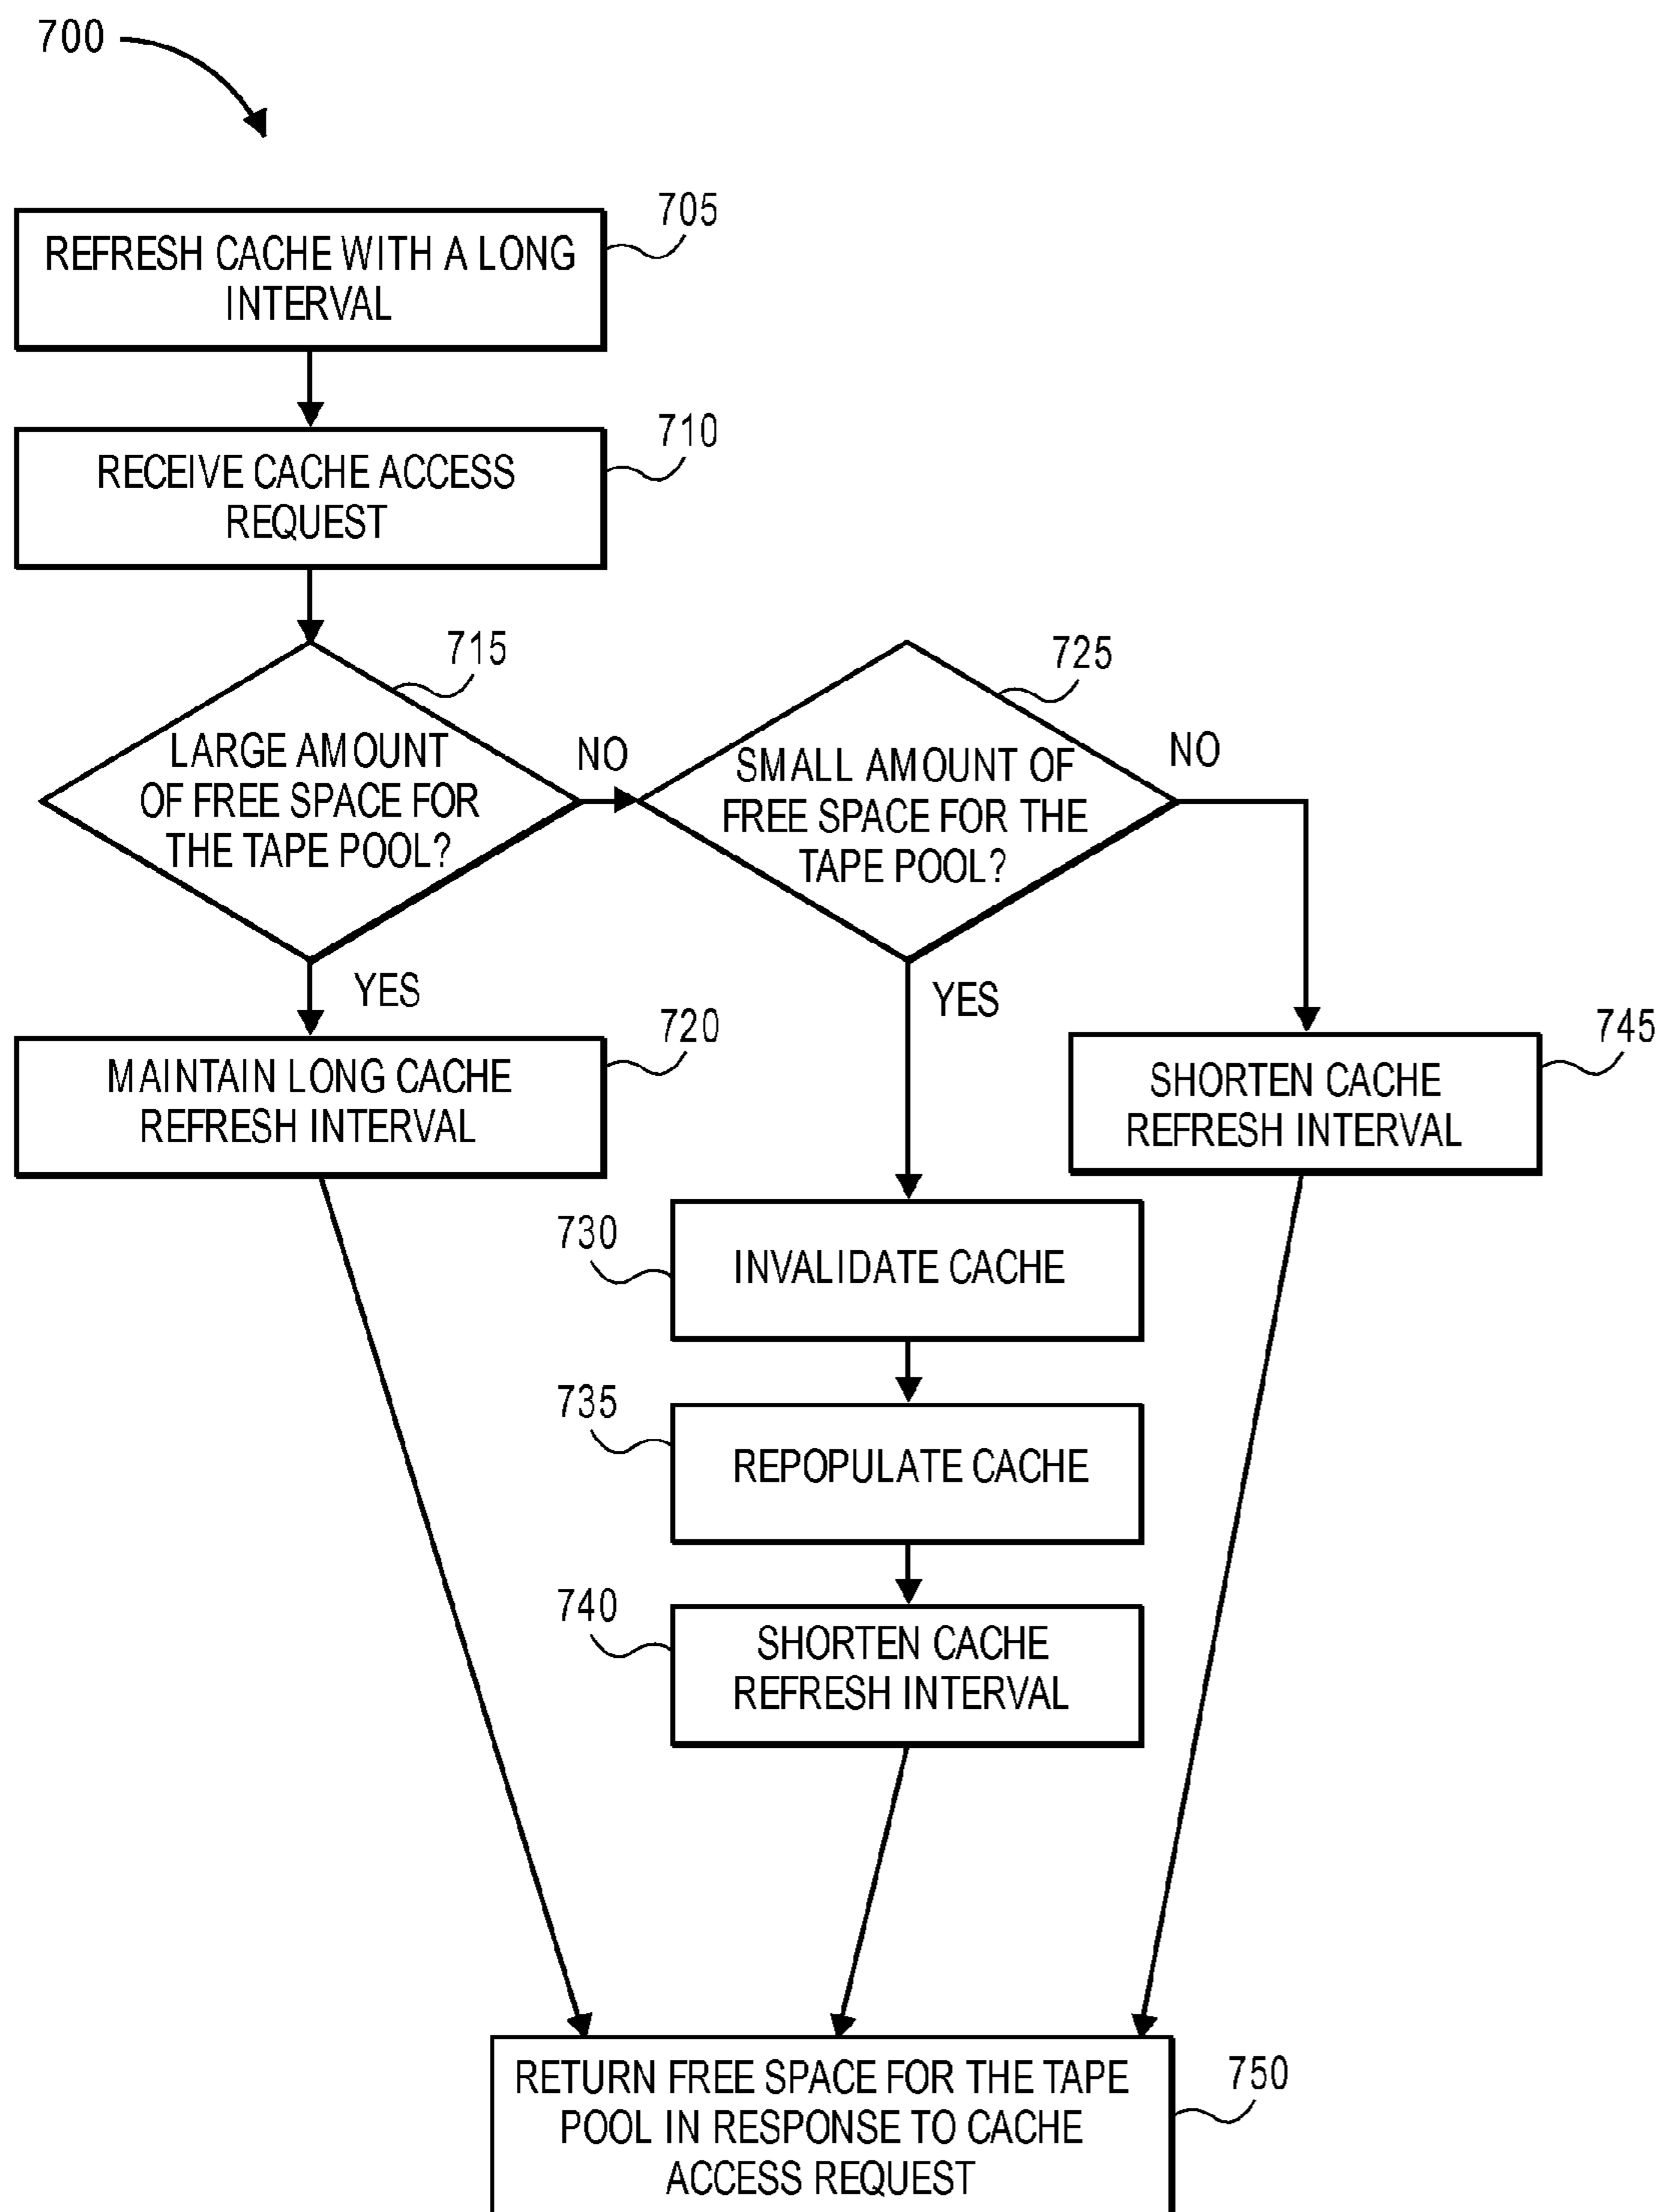 700
705
REFRESH CACHE WITH A LONG
INTERVAL
710
RECEIVE CACHE ACCESS
REQUEST
715
LARGE AMOUNT
OF FREE SPACE FOR
THE TAPE POOL?
NO
725
SMALL AMOUNT OF
FREE SPACE FOR THE
TAPE POOL?
NO
YES
YES
720
MAINTAIN LONG CACHE
REFRESH INTERVAL
745
SHORTEN CACHE
REFRESH INTERVAL
730
INVALIDATE CACHE
735
REPOPULATE CACHE
740
SHORTEN CACHE
REFRESH INTERVAL
750
RETURN FREE SPACE FOR THE TAPE
POOL IN RESPONSE TO CACHE
ACCESS REQUEST